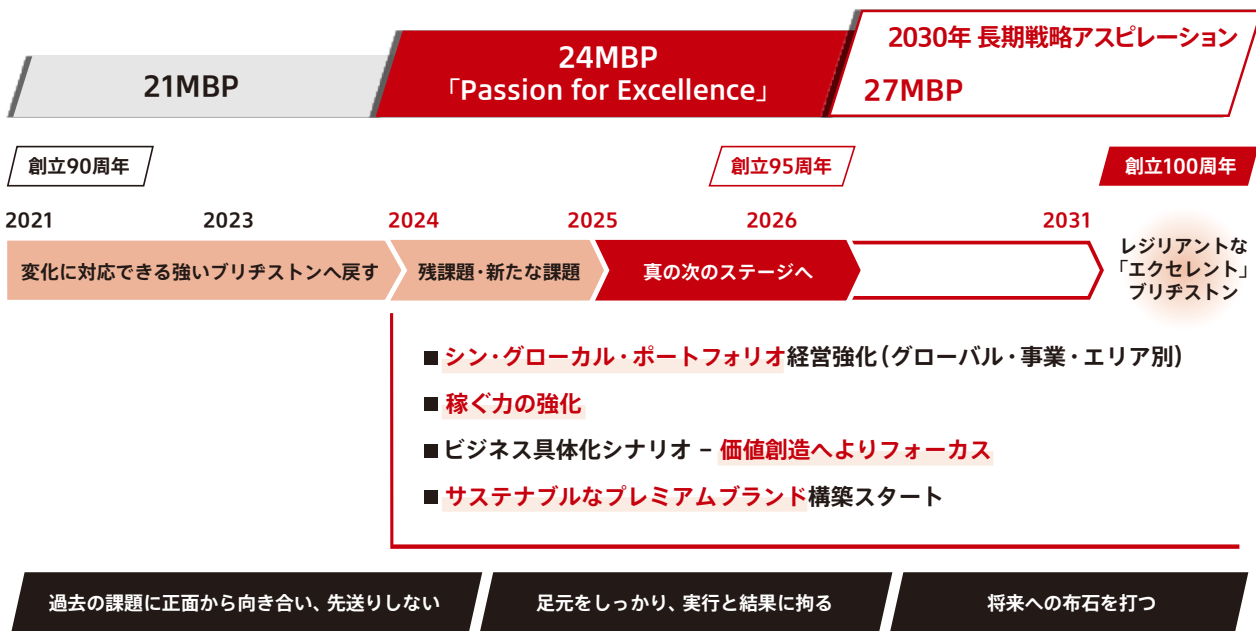 21MBP
24MBP
「Passion for Excellence」
2030年 長期戦略アスピレーション
27MBP
創立90周年
創立95周年
創立100周年
2021
2023
2024
2025
2026
2031
変化に対応できる強いブリヂストンへ戻す
残課題・新たな課題
真の次のステージへ
レジリアントな
「エクセレント」
ブリヂストン
■ シン・グローカル・ポートフォリオ経営強化(グローバル・事業・エリア別)
■ 稼ぐ力の強化
■ ビジネス具体化シナリオ – 価値創造へよりフォーカス
■ サステナブルなプレミアムブランド構築スタート
過去の課題に正面から向き合い、先送りしない
足元をしっかり、実行と結果に拘る
将来への布石を打つ